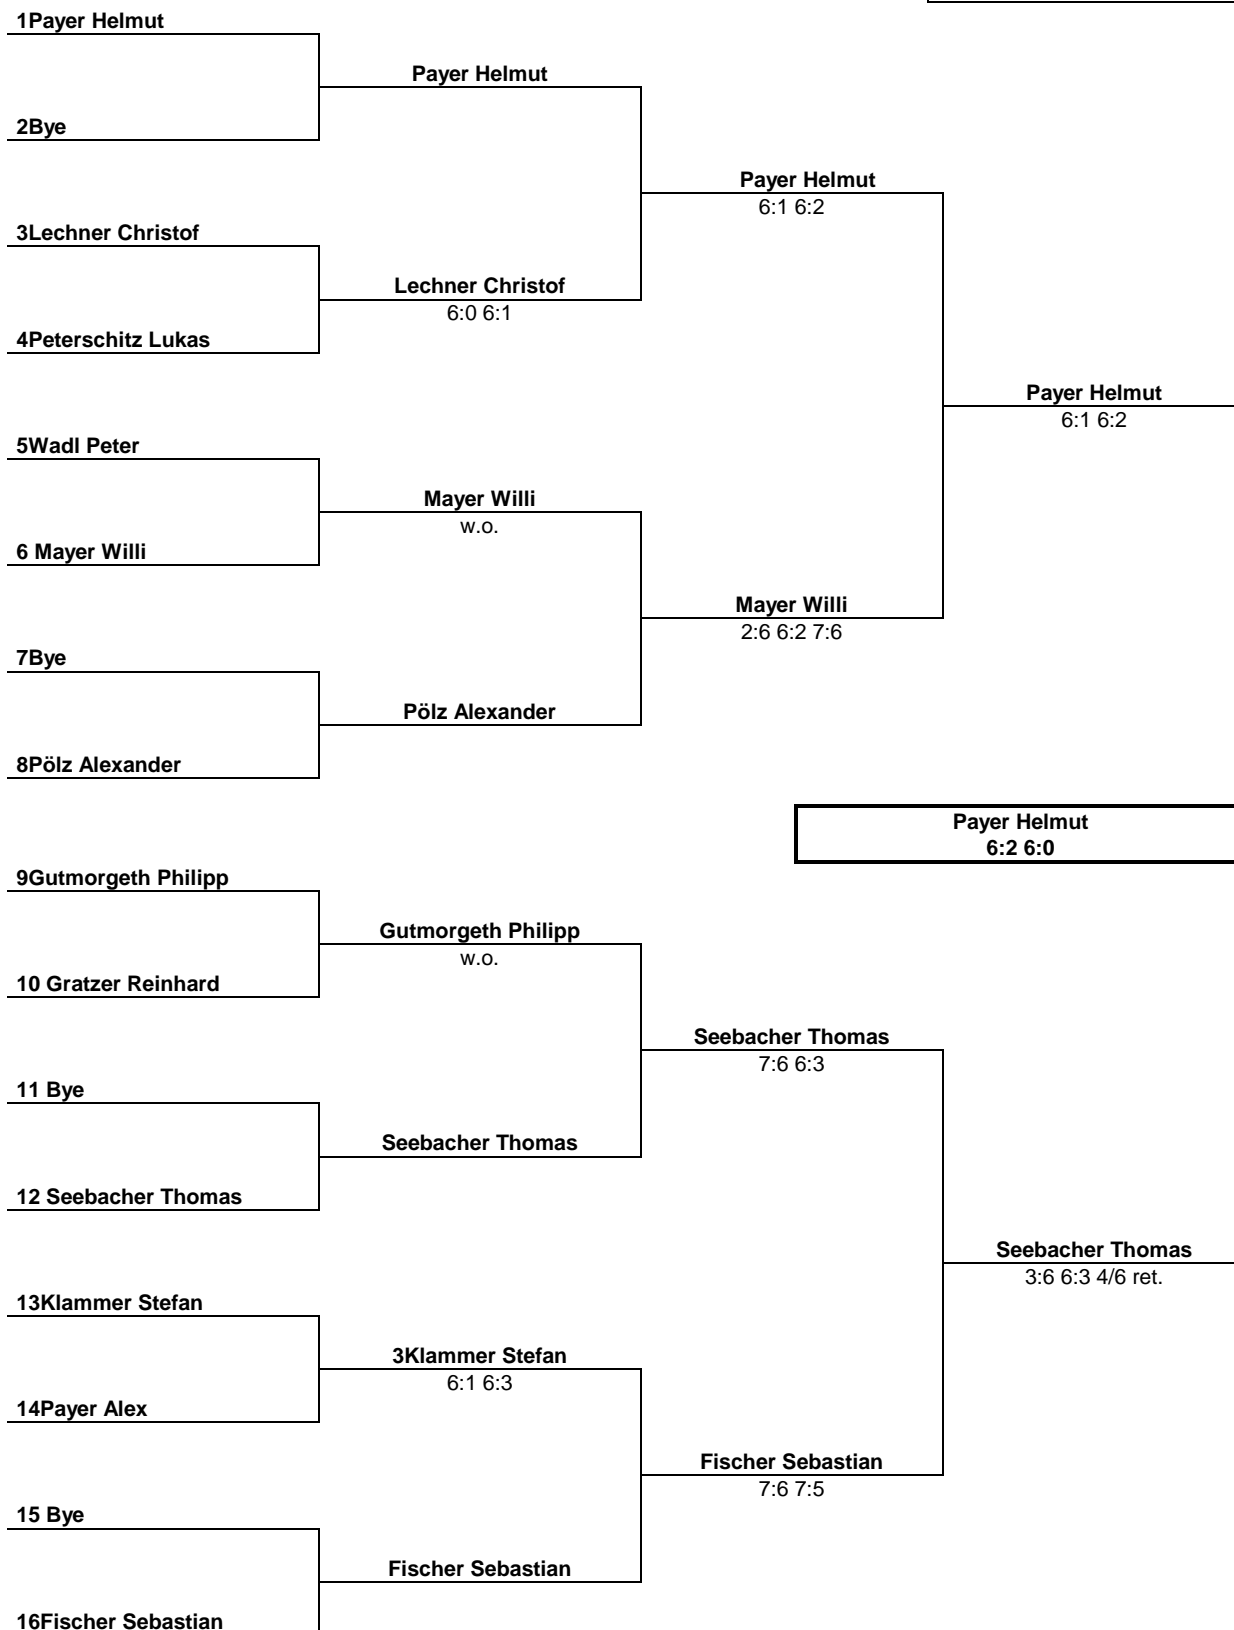 1Payer Helmut
Payer Helmut
2Bye
Payer Helmut
6:1 6:2
3Lechner Christof
Lechner Christof
6:0 6:1
4Peterschitz Lukas
Payer Helmut
6:1 6:2
5Wadl Peter
Mayer Willi
w.o.
6 Mayer Willi
Mayer Willi
2:6 6:2 7:6
7Bye
Pölz Alexander
8Pölz Alexander
Payer Helmut
6:2 6:0
9Gutmorgeth Philipp
Gutmorgeth Philipp
w.o.
10 Gratzer Reinhard
Seebacher Thomas
7:6 6:3
11 Bye
Seebacher Thomas
12 Seebacher Thomas
Seebacher Thomas
3:6 6:3 4/6 ret.
13Klammer Stefan
3Klammer Stefan
6:1 6:3
14Payer Alex
Fischer Sebastian
7:6 7:5
15 Bye
Fischer Sebastian
16Fischer Sebastian